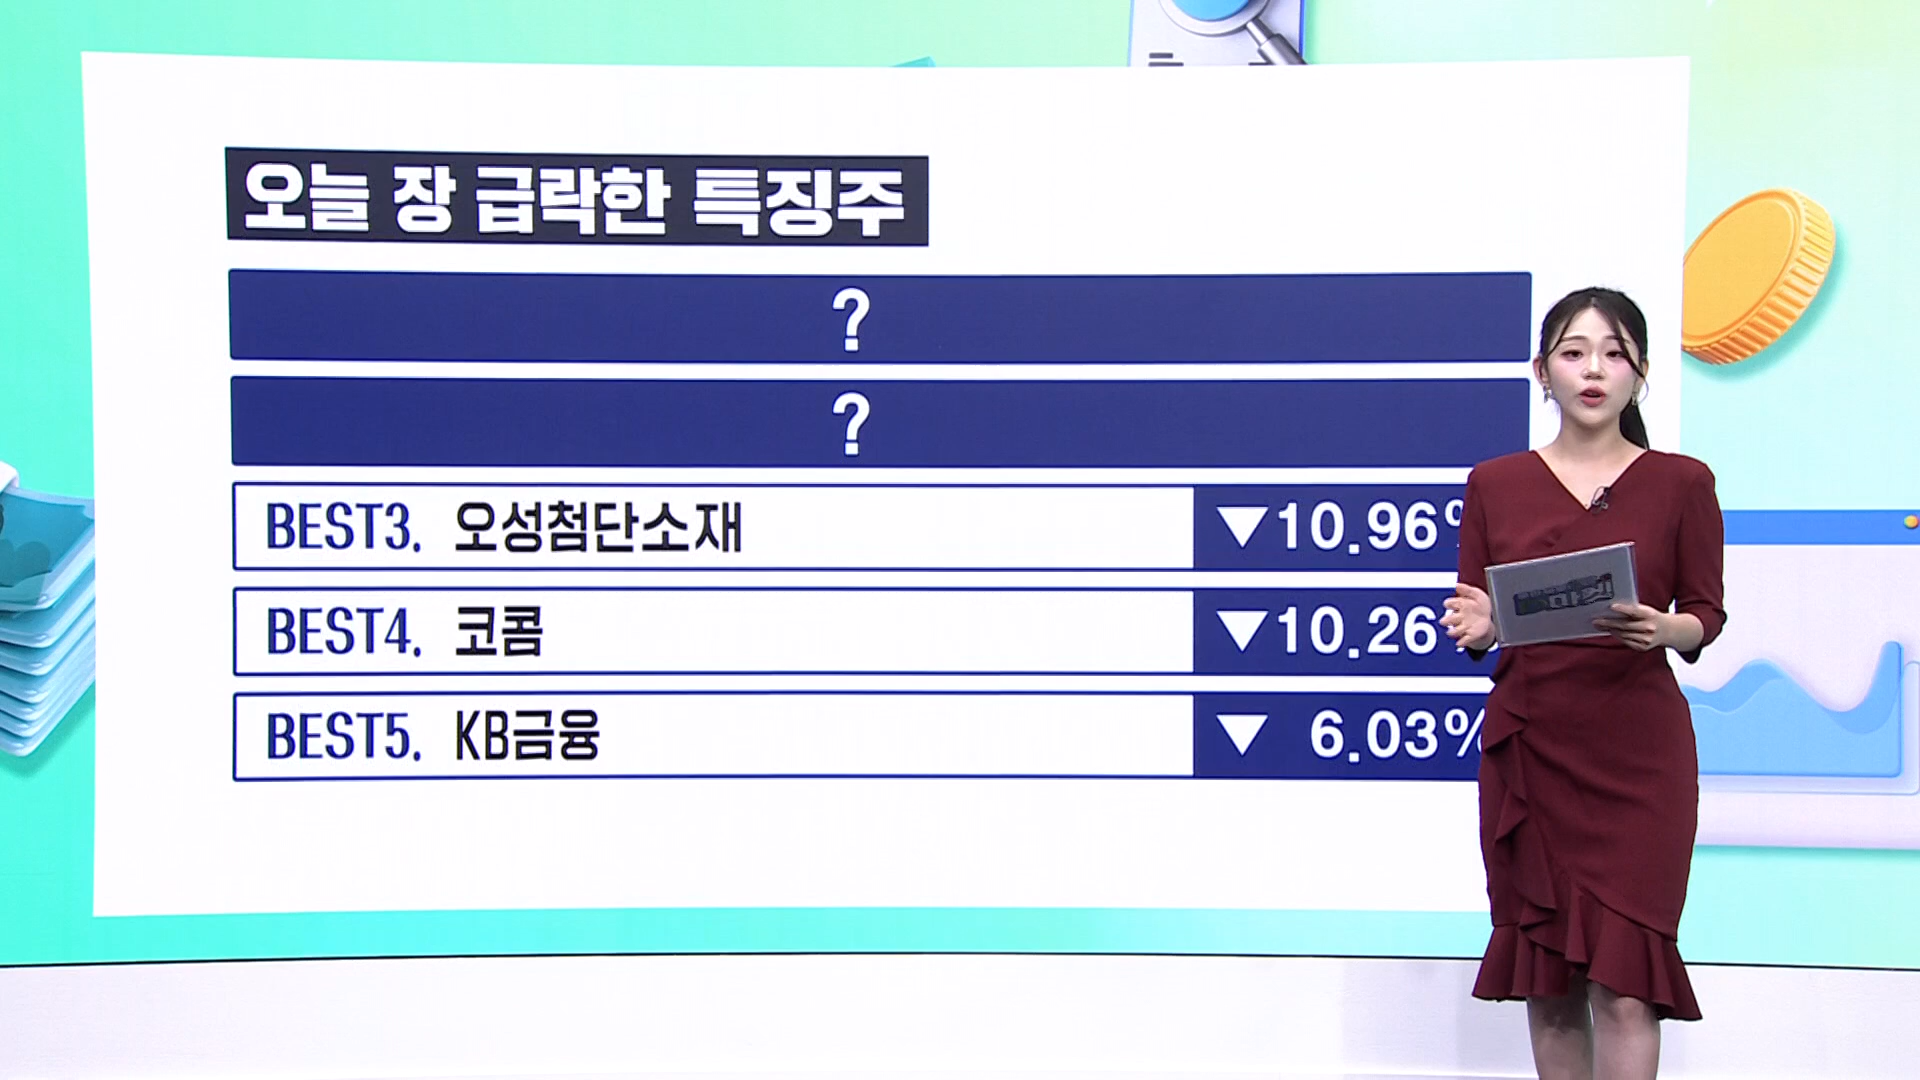 오늘 장 급락한 특징주
?
?
BEST3. 오성첨단소재 ▼10.96%
BEST4. 코콤 ▼10.26%
BEST5. KB금융 ▼ 6.03%